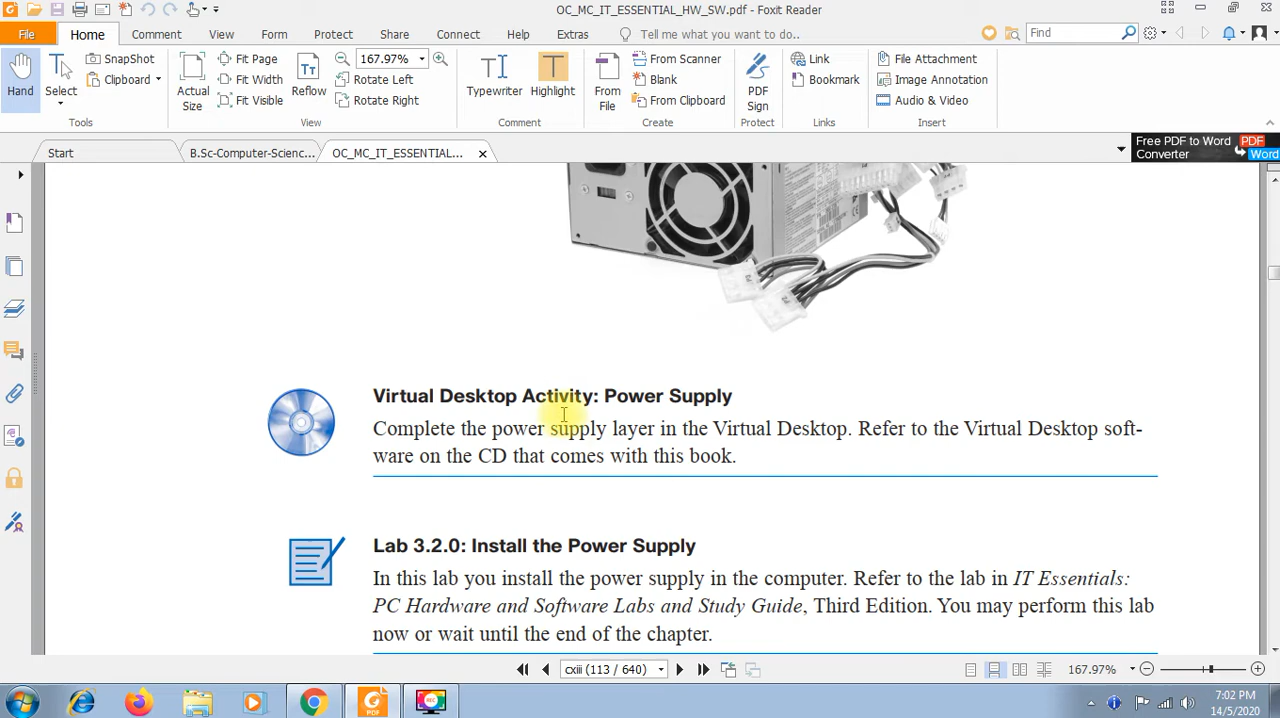 OC_MC_IT_ESSENTIAL_HW_SW.pdf - Foxit Reader
File Home Comment View Form Protect Share Connect Help Extras Tell me what you want to do.. Find
Hand
Select
SnapShot
Clipboard
Tools
Actual Size
Fit Page
Fit Width
Fit Visible
Reflow
167.97%
Rotate Left
Rotate Right
View
Typewriter
Highlight
Comment
From File
From Scanner
Blank
From Clipboard
Create
PDF Sign
Protect
Link
Bookmark
Links
File Attachment
Image Annotation
Audio & Video
Insert
Start B.Sc-Computer-Scienc... OC_MC_IT_ESSENTIAL...
Free PDF to Word
Converter
PDF
Word
Virtual Desktop Activity: Power Supply
Complete the power supply layer in the Virtual Desktop. Refer to the Virtual Desktop soft-
ware on the CD that comes with this book.
Lab 3.2.0: Install the Power Supply
In this lab you install the power supply in the computer. Refer to the lab in IT Essentials:
PC Hardware and Software Labs and Study Guide, Third Edition. You may perform this lab
now or wait until the end of the chapter.
cxiii (113 / 640) 167.97%
PDF
REC
7:02 PM
14/5/2020